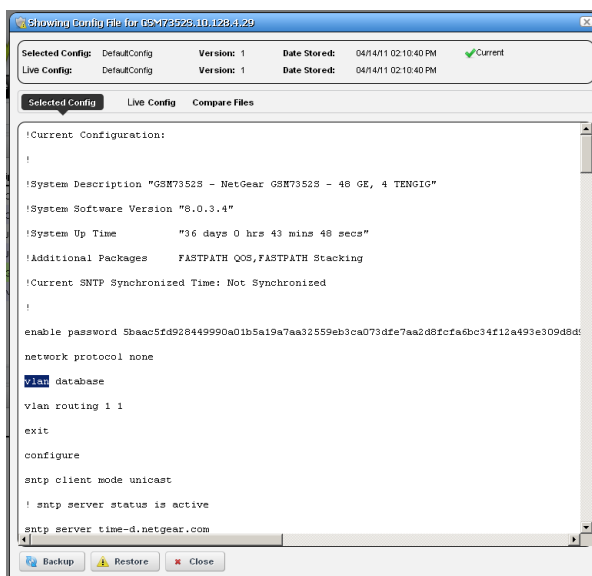 Showing Config File for GSM7352S.10.128.4.29
Selected Config: DefaultConfig Version: 1 Date Stored: 04/14/11 02:10:40 PM Current
Live Config: DefaultConfig Version: 1 Date Stored: 04/14/11 02:10:40 PM
Selected Config Live Config Compare Files
!Current Configuration:
!
!System Description "GSM7352S - NetGear GSM7352S - 48 GE, 4 TENGIG"
!System Software Version "8.0.3.4"
!System Up Time "36 days 0 hrs 43 mins 48 secs"
!Additional Packages FASTPATH QOS,FASTPATH Stacking
!Current SNTP Synchronized Time: Not Synchronized
!
enable password 5baac5fd928449990a01b5a19a7aa32559eb3ca073dfe7aa2d8fcfa6bc34f12a493e309d8d9
network protocol none
vlan database
vlan routing 1 1
exit
configure
sntp client mode unicast
! sntp server status is active
sntp server time-d.netgear.com
Backup Restore Close